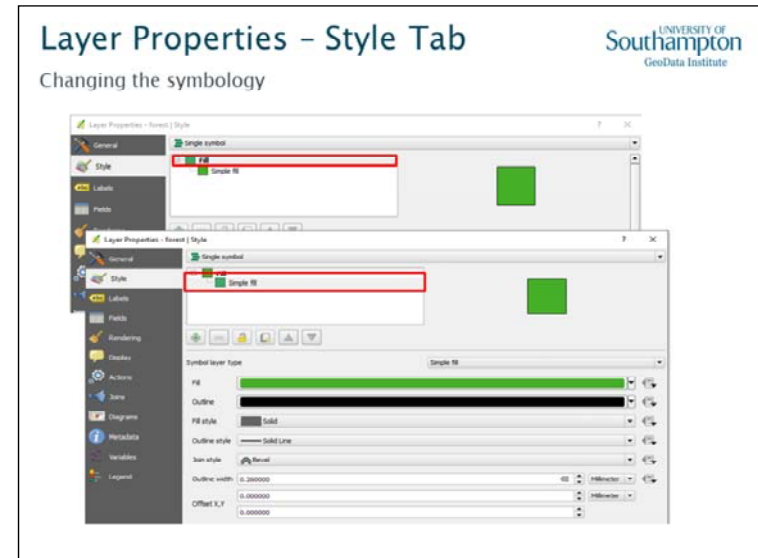 Layer Properties – Style Tab
UNIVERSITY OF
Southampton
GeoData Institute
Changing the symbology
Layer Properties - forest | Style
? ×
General
Single symbol
Style
Fill
Simple fill
Labels
Fields
Layer Properties - forest | Style
? ×
General
Single symbol
Style
Simple fill
Labels
Fields
Rendering
Display
Symbol layer type
Simple fill
Actions
Fill
Joins
Outline
Diagrams
Fill style
Solid
Metadata
Outline style
Solid Line
Variables
Join style
Bevel
Legend
Outline width
0.260000
Millimeter
Offset X,Y
0.000000
Millimeter
0.000000